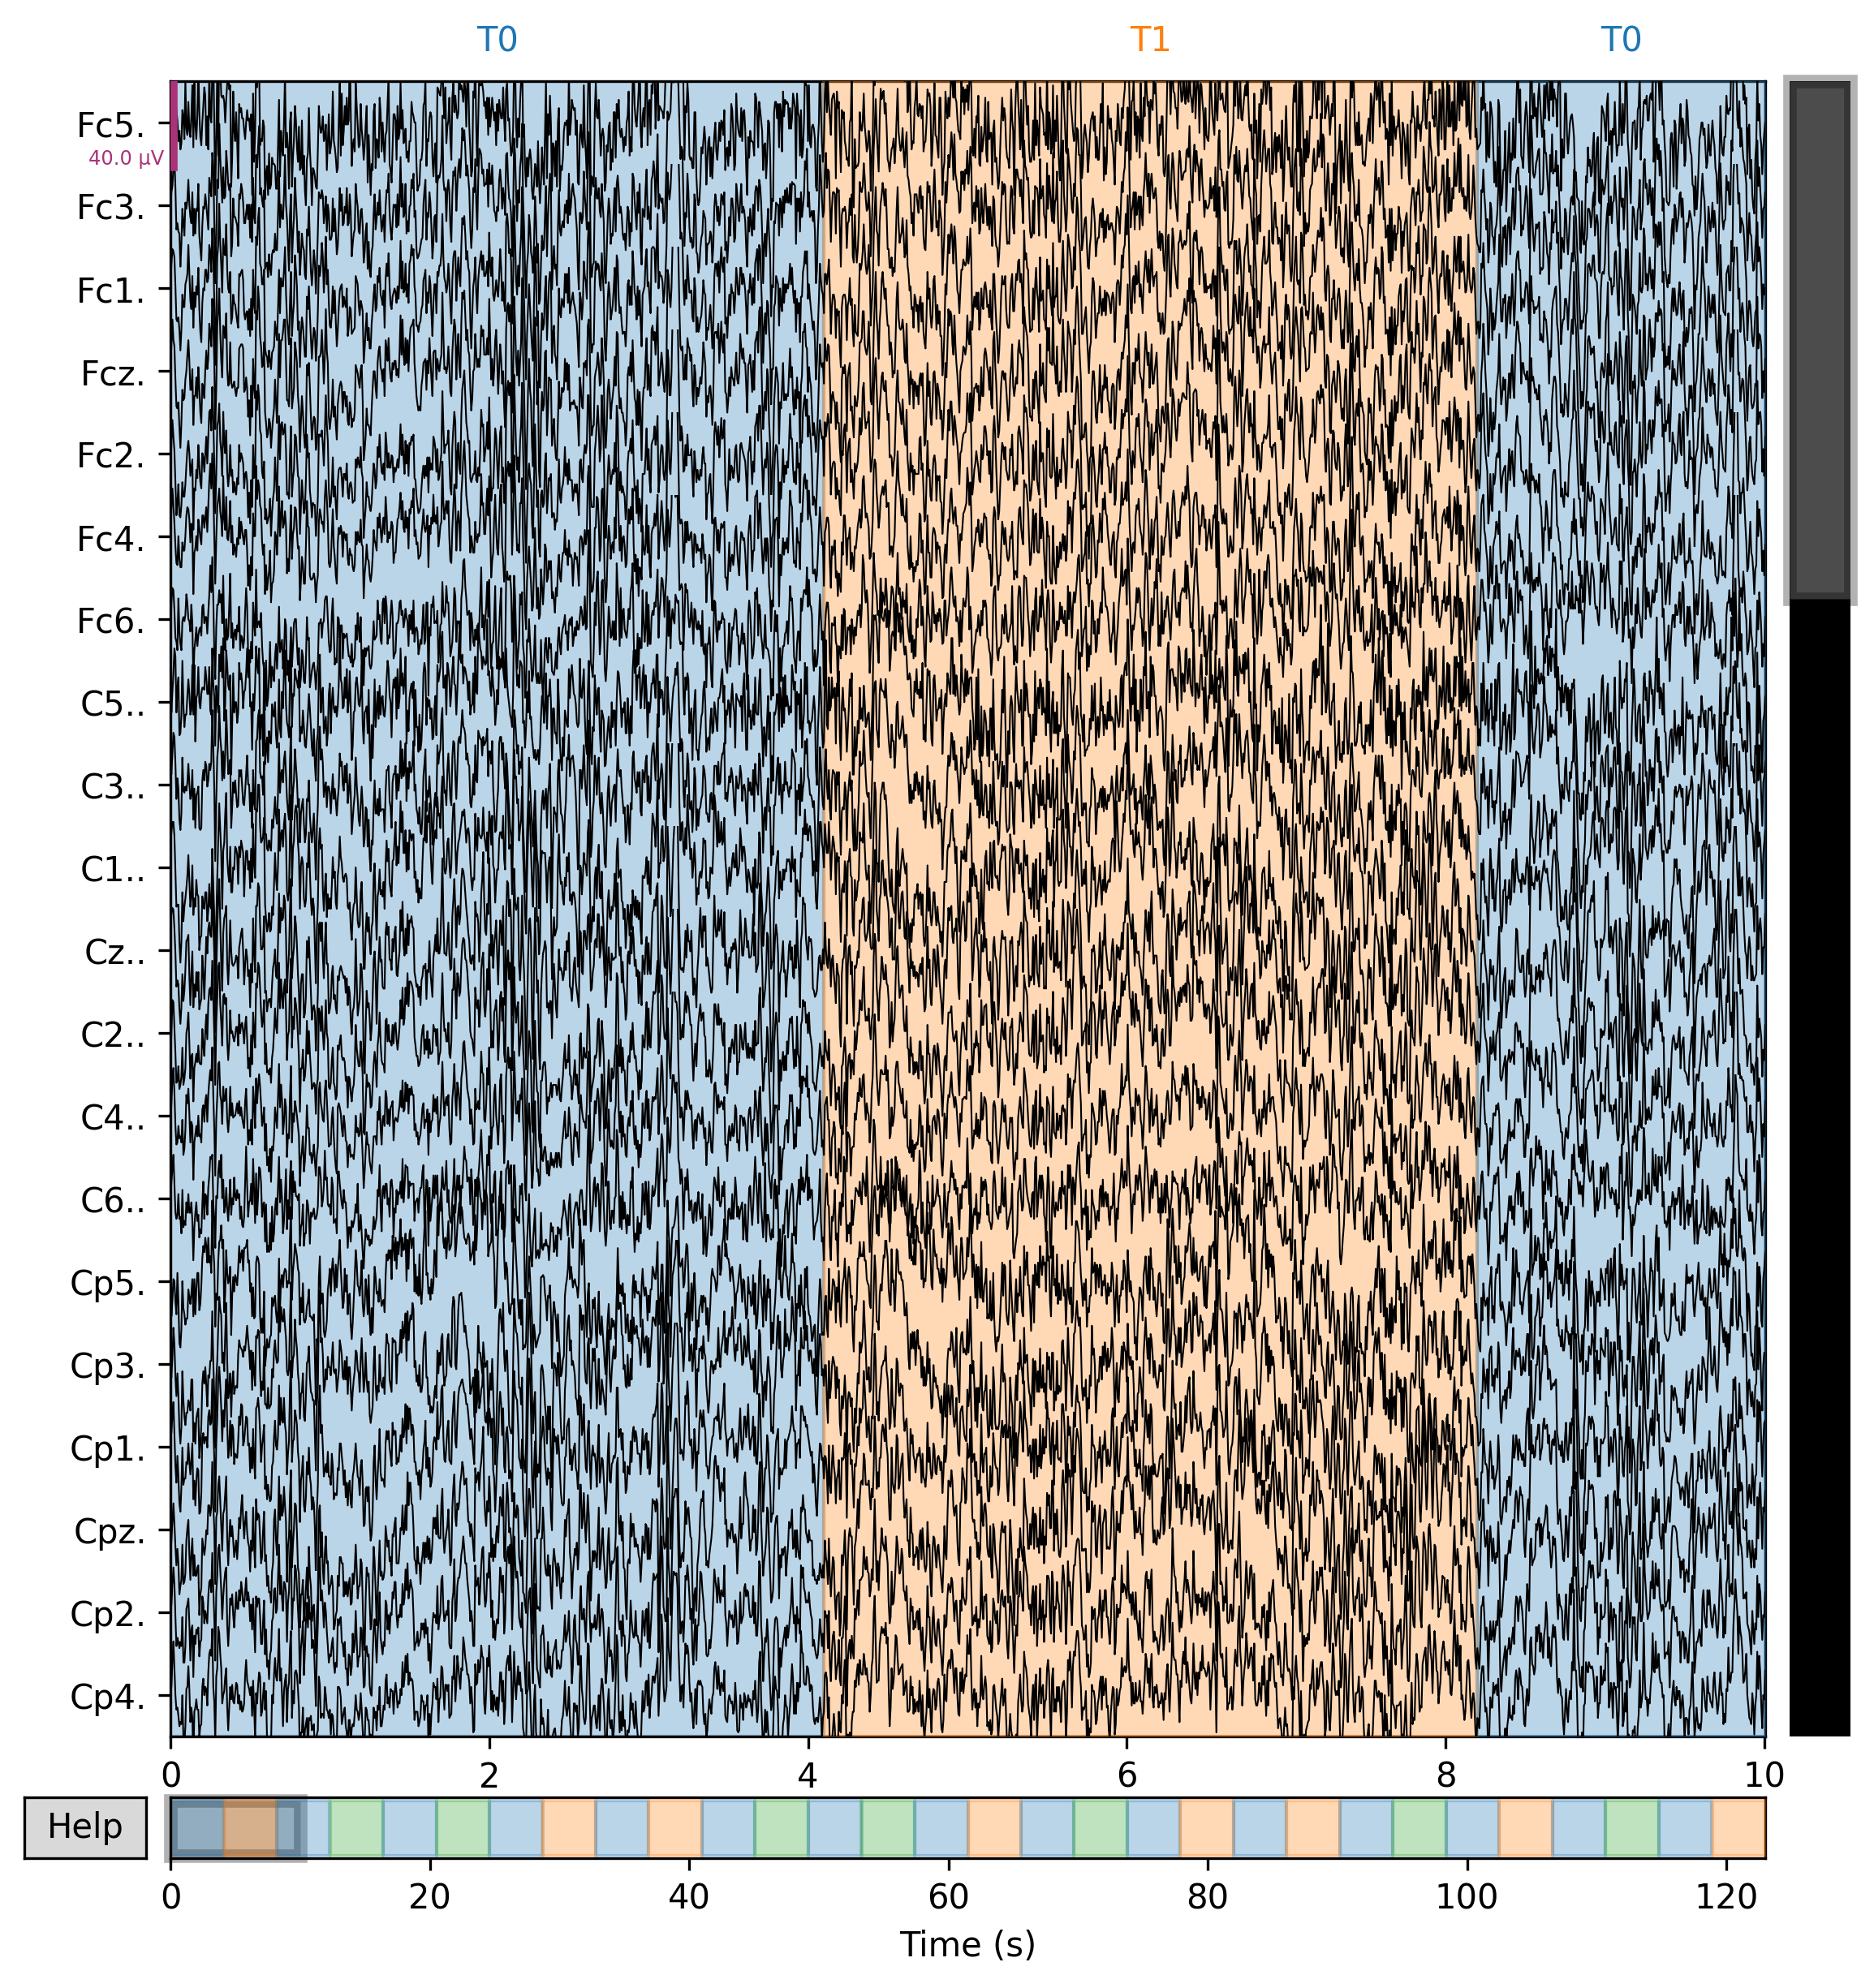 T0 T1 T0
Fc5.
40.0 µV
Fc3.
Fc1.
Fcz.
Fc2.
Fc4.
Fc6.
C5..
C3..
C1..
Cz..
C2..
C4..
C6..
Cp5.
Cp3.
Cp1.
Cpz.
Cp2.
Cp4.
0 2 4 6 8 10
Help
0 20 40 60 80 100 120
Time (s)